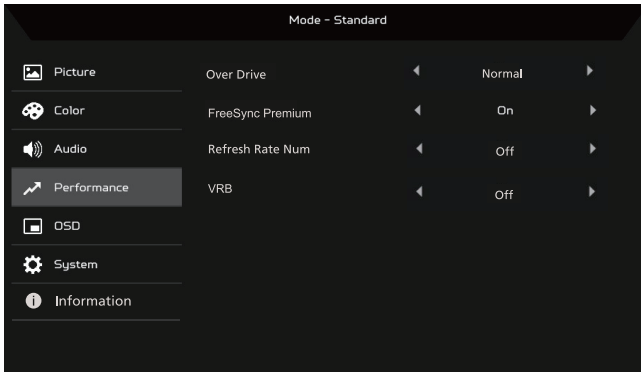 Mode - Standard
Picture
Over Drive Normal
Color
FreeSync Premium On
Audio
Refresh Rate Num Off
Performance
VRB Off
OSD
System
Information